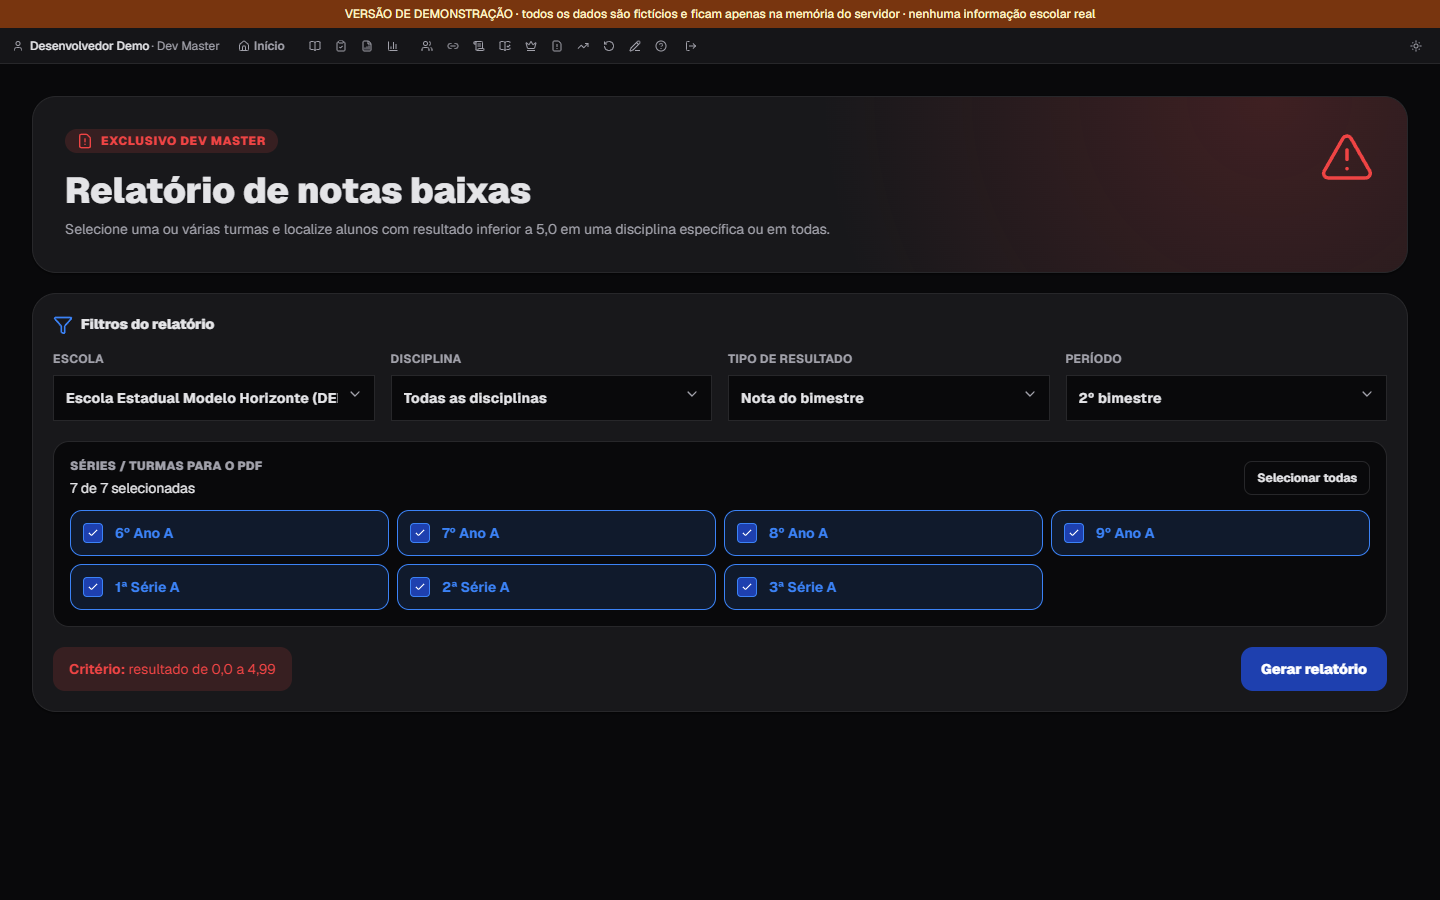 VERSÃO DE DEMONSTRAÇÃO · todos os dados são fictícios e ficam apenas na memória do servidor · nenhuma informação escolar real
Desenvolvedor Demo · Dev Master Início
EXCLUSIVO DEV MASTER
Relatório de notas baixas
Selecione uma ou várias turmas e localize alunos com resultado inferior a 5,0 em uma disciplina específica ou em todas.
Filtros do relatório
ESCOLA DISCIPLINA TIPO DE RESULTADO PERÍODO
Escola Estadual Modelo Horizonte (DE Todas as disciplinas Nota do bimestre 2º bimestre
SÉRIES / TURMAS PARA O PDF
7 de 7 selecionadas
Selecionar todas
6º Ano A 7º Ano A 8º Ano A 9º Ano A
1ª Série A 2ª Série A 3ª Série A
Critério: resultado de 0,0 a 4,99
Gerar relatório